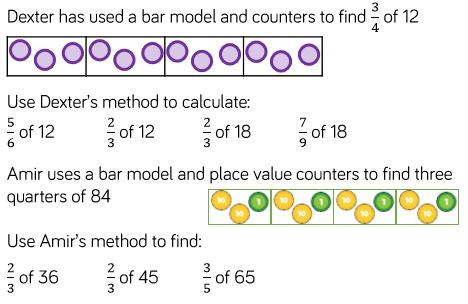 Dexter has used a bar model and counters to find 3/4 of 12
Use Dexter's method to calculate:
5/6 of 12 2/3 of 12 2/3 of 18 7/9 of 18
Amir uses a bar model and place value counters to find three
quarters of 84
10 10 1 10 10 1 10 10 1 10 10 1
Use Amir's method to find:
2/3 of 36 2/3 of 45 3/5 of 65